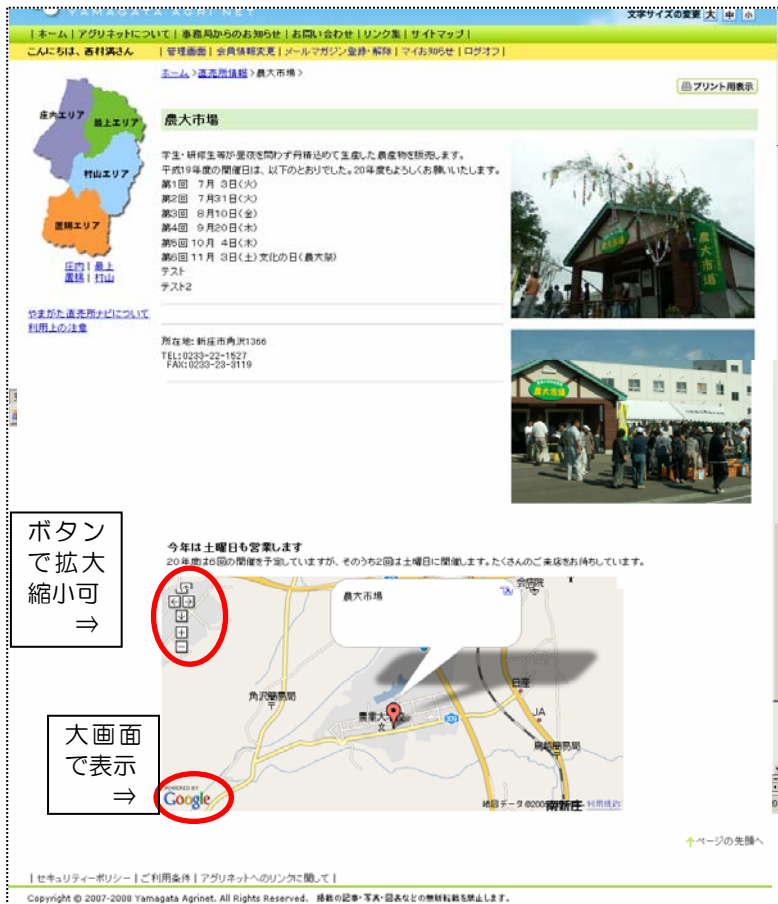 YAMAGATA AGRI NET
文字サイズの変更 大 中 小
| ホーム | アグリネットについて | 事務局からのお知らせ | お問い合わせ | リンク集 | サイトマップ |
こんにちは、西村満さん | 管理画面 | 会員情報変更 | メールマガジン登録・解除 | マイお知らせ | ログオフ |
ホーム > 直売所情報 > 農大市場 >
プリント用表示
庄内エリア
最上エリア
村山エリア
置賜エリア
庄内 | 最上
置賜 | 村山
やまがた直売所ナビについて
利用上の注意
農大市場
学生・研修生等が昼夜を問わず丹精込めて生産した農産物を販売します。
平成19年度の開催日は、以下のとおりでした。20年度もよろしくお願いいたします。
第1回 7月 3日(火)
第2回 7月31日(火)
第3回 8月10日(金)
第4回 9月20日(木)
第5回 10月 4日(木)
第6回 11月 3日(土)文化の日(農大祭)
テスト
テスト2
所在地: 新庄市角沢1366
TEL:0233-22-1527
FAX:0233-23-3119
農大市場
農大市場
ボタン
で拡大
縮小可
⇒
今年は土曜日も営業します
20年度は6回の開催を予定していますが、そのうち2回は土曜日に開催します。たくさんのご来店をお待ちしています。
農大市場
角沢簡易局
日産
JA
鳥越簡易局
南新庄
大画面
で表示
⇒
POWERED BY
Google
利用規約
↑ページの先頭へ
| セキュリティーポリシー | ご利用条件 | アグリネットへのリンクに関して |
Copyright © 2007-2008 Yamagata Agrinet. All Rights Reserved. 掲載の記事・写真・図表などの無断転載を禁止します。